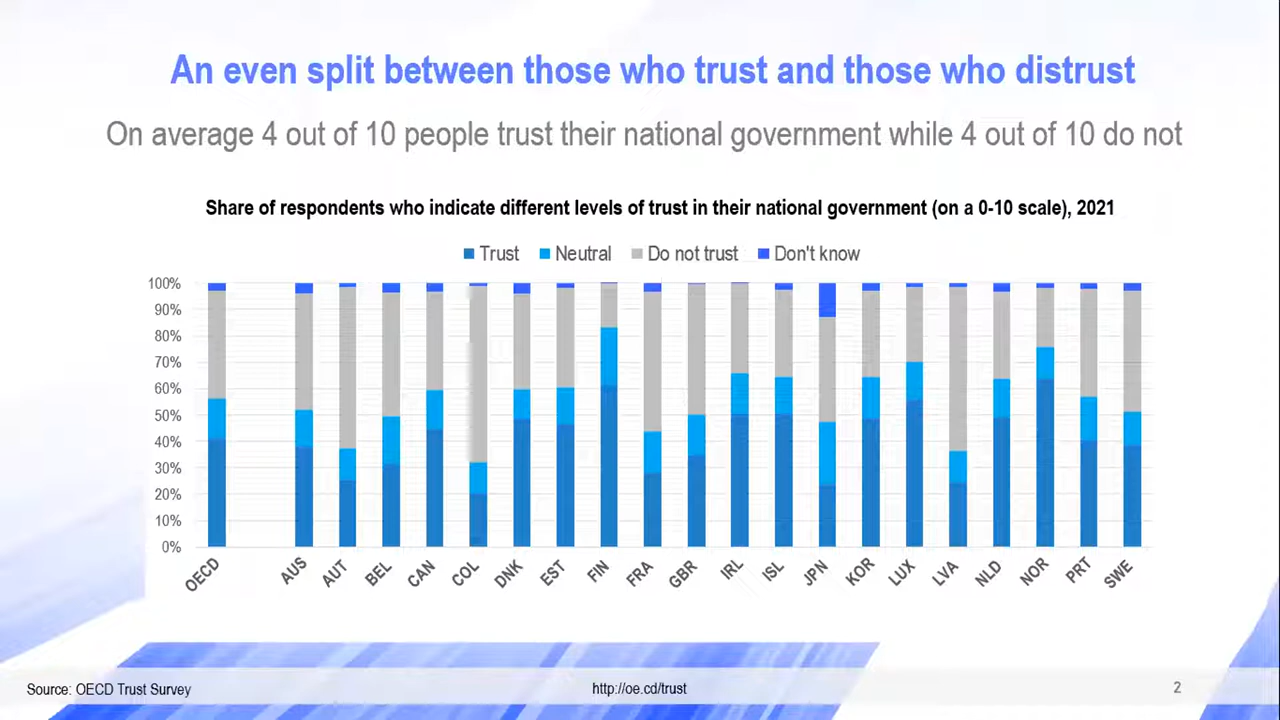 An even split between those who trust and those who distrust
On average 4 out of 10 people trust their national government while 4 out of 10 do not
Share of respondents who indicate different levels of trust in their national government (on a 0-10 scale), 2021
Trust Neutral Do not trust Don't know
100%
90%
80%
70%
60%
50%
40%
30%
20%
10%
0%
OECD AUS AUT BEL CAN COL DNK EST FIN FRA GBR IRL ISL JPN KOR LUX LVA NLD NOR PRT SWE
Source: OECD Trust Survey http://oe.cd/trust 2